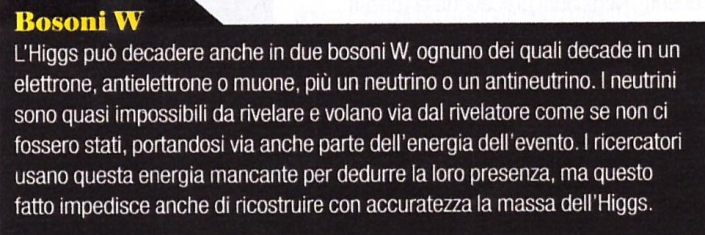 Bosoni W
L'Higgs può decadere anche in due bosoni W, ognuno dei quali decade in un
elettrone, antielettrone o muone, più un neutrino o un antineutrino. I neutrini
sono quasi impossibili da rivelare e volano via dal rivelatore come se non ci
fossero stati, portandosi via anche parte dell'energia dell'evento. I ricercatori
usano questa energia mancante per dedurre la loro presenza, ma questo
fatto impedisce anche di ricostruire con accuratezza la massa dell'Higgs.